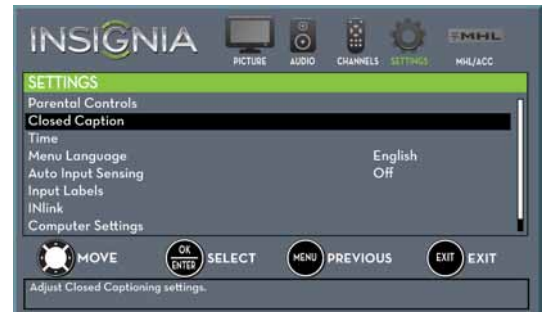 INSIGNIA
MHL
PICTURE AUDIO CHANNELS SETTINGS MHL/ACC
SETTINGS
Parental Controls
Closed Caption
Time
Menu Language English
Auto Input Sensing Off
Input Labels
INlink
Computer Settings
MOVE OK ENTER SELECT MENU PREVIOUS EXIT EXIT
Adjust Closed Captioning settings.